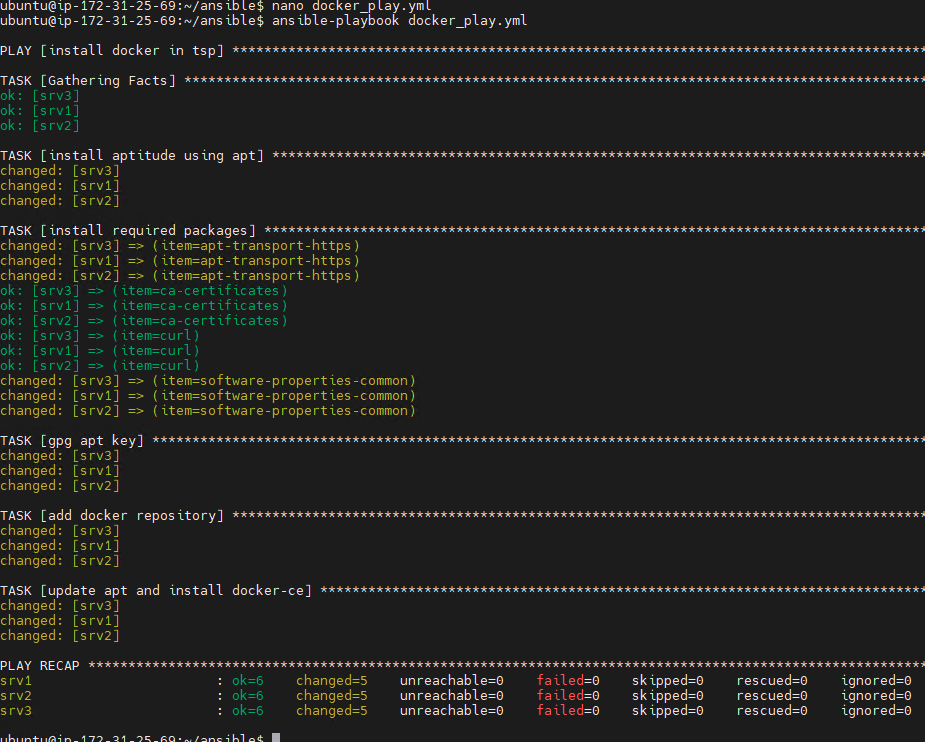 ubuntu@ip-172-31-25-69:~/ansible$ nano docker_play.yml
ubuntu@ip-172-31-25-69:~/ansible$ ansible-playbook docker_play.yml
PLAY [install docker in tsp] ***************************************************************************************
TASK [Gathering Facts] *********************************************************************************************
ok: [srv3]
ok: [srv1]
ok: [srv2]
TASK [install aptitude using apt] **********************************************************************************
changed: [srv3]
changed: [srv1]
changed: [srv2]
TASK [install required packages] ***********************************************************************************
changed: [srv3] => (item=apt-transport-https)
changed: [srv1] => (item=apt-transport-https)
changed: [srv2] => (item=apt-transport-https)
ok: [srv3] => (item=ca-certificates)
ok: [srv1] => (item=ca-certificates)
ok: [srv2] => (item=ca-certificates)
ok: [srv3] => (item=curl)
ok: [srv1] => (item=curl)
ok: [srv2] => (item=curl)
changed: [srv3] => (item=software-properties-common)
changed: [srv1] => (item=software-properties-common)
changed: [srv2] => (item=software-properties-common)
TASK [gpg apt key] *************************************************************************************************
changed: [srv3]
changed: [srv1]
changed: [srv2]
TASK [add docker repository] ***************************************************************************************
changed: [srv3]
changed: [srv1]
changed: [srv2]
TASK [update apt and install docker-ce] ****************************************************************************
changed: [srv3]
changed: [srv1]
changed: [srv2]
PLAY RECAP *********************************************************************************************************
srv1 : ok=6 changed=5 unreachable=0 failed=0 skipped=0 rescued=0 ignored=0
srv2 : ok=6 changed=5 unreachable=0 failed=0 skipped=0 rescued=0 ignored=0
srv3 : ok=6 changed=5 unreachable=0 failed=0 skipped=0 rescued=0 ignored=0
ubuntu@ip-172-31-25-69:~/ansible$